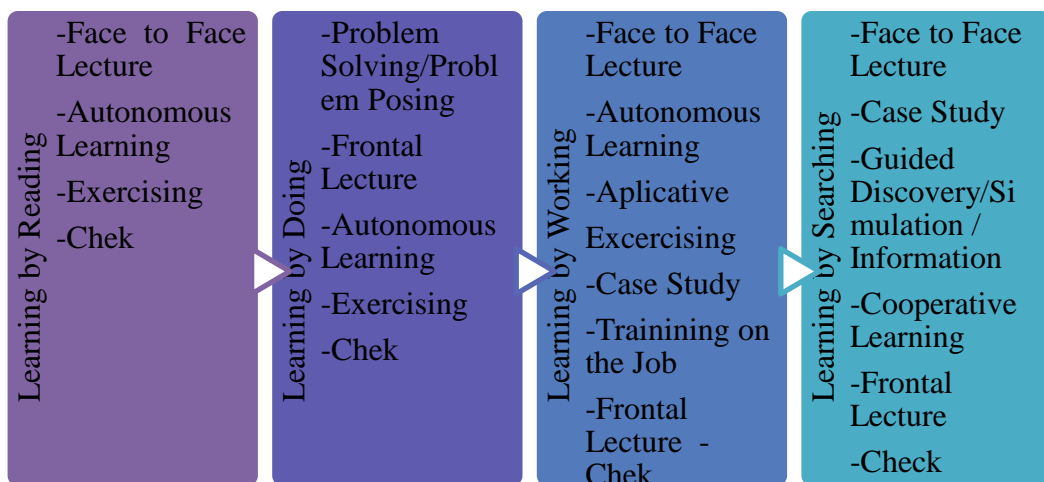 Learning by Reading
-Face to Face
Lecture
-Autonomous
Learning
-Exercising
-Chek
Learning by Doing
-Problem
Solving/Probl
em Posing
-Frontal
Lecture
-Autonomous
Learning
-Exercising
-Chek
Learning by Working
-Face to Face
Lecture
-Autonomous
Learning
-Aplicative
Excercising
-Case Study
-Trainining on
the Job
-Frontal
Lecture -
Chek
Learning by Searching
-Face to Face
Lecture
-Case Study
-Guided
Discovery/Si
mulation /
Information
-Cooperative
Learning
-Frontal
Lecture
-Check